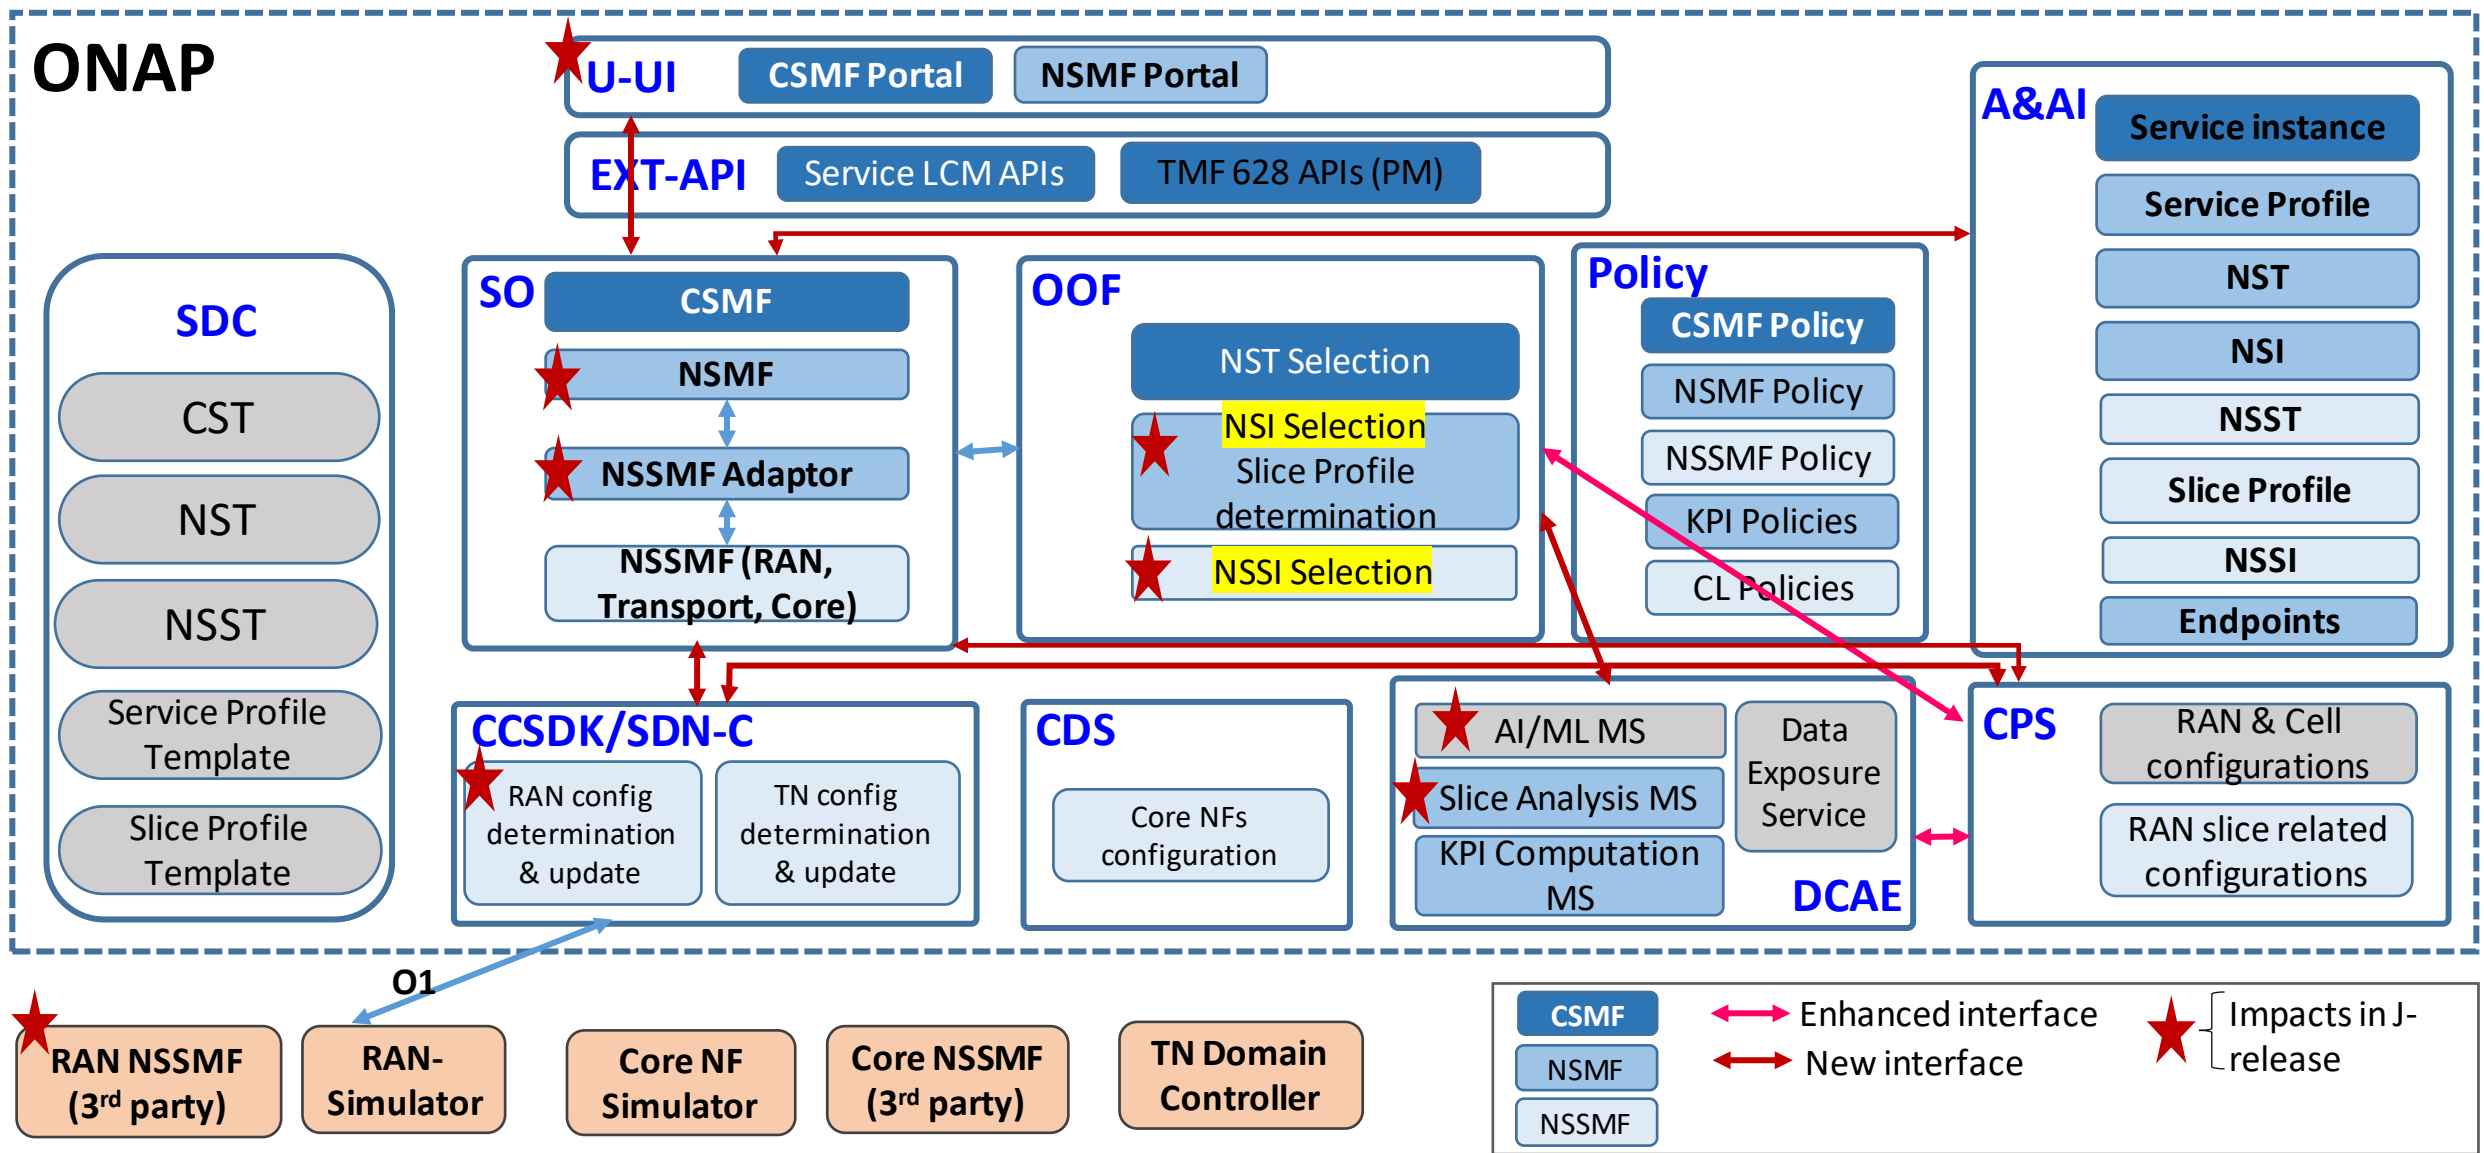 ONAP
U-UI
CSMF Portal
NSMF Portal
EXT-API
Service LCM APIs
TMF 628 APIs (PM)
A&AI
Service instance
Service Profile
NST
NSI
NSST
Slice Profile
NSSI
Endpoints
SDC
CST
NST
NSST
Service Profile
Template
Slice Profile
Template
SO
CSMF
NSMF
NSSMF Adaptor
NSSMF (RAN,
Transport, Core)
OOF
NST Selection
NSI Selection
Slice Profile
determination
NSSI Selection
Policy
CSMF Policy
NSMF Policy
NSSMF Policy
KPI Policies
CL Policies
CCSDK/SDN-C
RAN config
determination
& update
TN config
determination
& update
CDS
Core NFs
configuration
AI/ML MS
Slice Analysis MS
KPI Computation
MS
Data
Exposure
Service
DCAE
CPS
RAN & Cell
configurations
RAN slice related
configurations
O1
RAN NSSMF
(3rd party)
RAN-
Simulator
Core NF
Simulator
Core NSSMF
(3rd party)
TN Domain
Controller
CSMF
NSMF
NSSMF
Enhanced interface
New interface
Impacts in J-
release